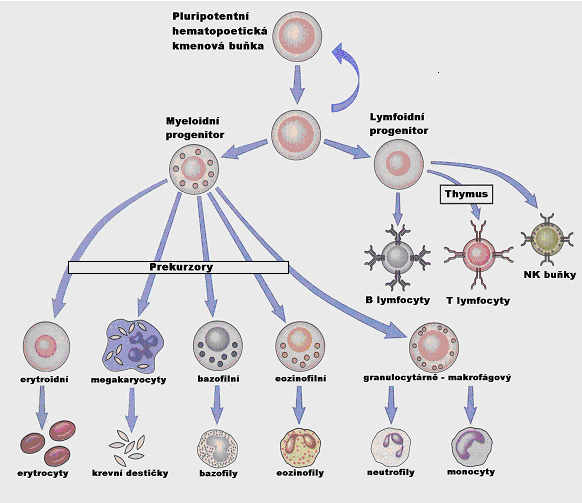 Pluripotentní
hematopoetická
kmenová buňka
Myeloidní
progenitor
Lymfoidní
progenitor
Thymus
B lymfocyty
T lymfocyty
NK buňky
Prekurzory
erytroidní
megakaryocyty
bazofilní
eozinofilní
granulocytárně - makrofágový
erytrocyty
krevní destičky
bazofily
eozinofily
neutrofily
monocyty